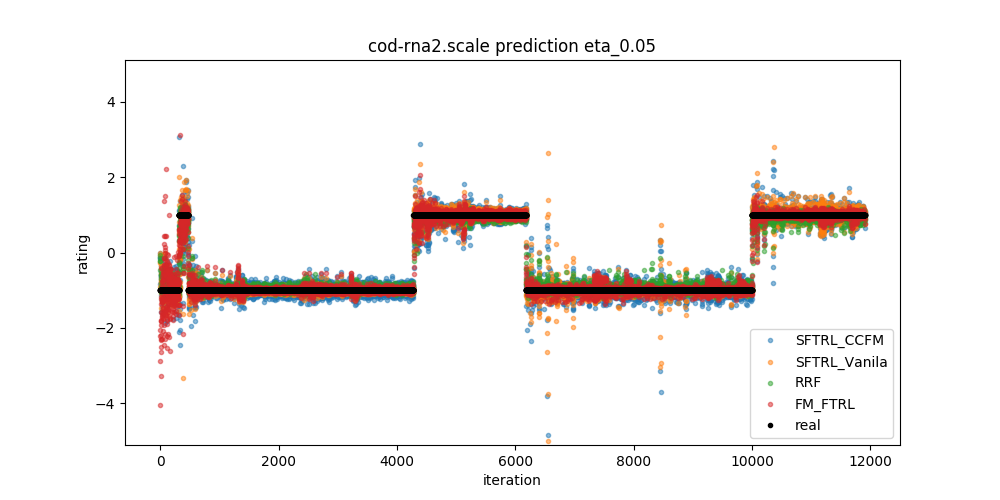 cod-rna2.scale prediction eta_0.05
rating
4
2
0
−2
−4
0
2000
4000
6000
8000
10000
12000
iteration
SFTRL_CCFM
SFTRL_Vanila
RRF
FM_FTRL
real